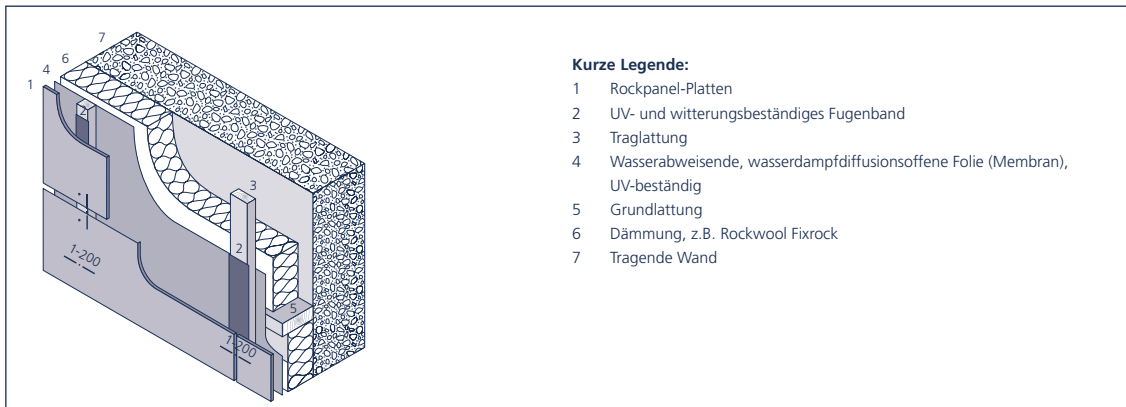 7
6
4
1
2
3
2
1-200
5
1-200
Kurze Legende:
1 Rockpanel-Platten
2 UV- und witterungsbeständiges Fugenband
3 Traglattung
4 Wasserabweisende, wasserdampfdiffusionsoffene Folie (Membran),
UV-beständig
5 Grundlattung
6 Dämmung, z.B. Rockwool Fixrock
7 Tragende Wand